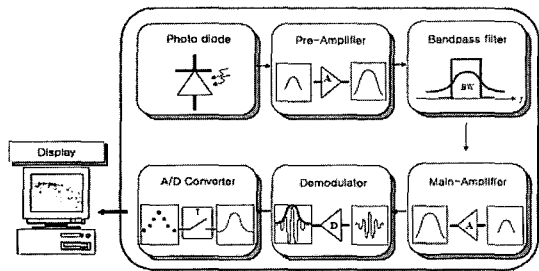 Photo diode
Pre-Amplifier
Bandpass filter
A
BW
f
Display
A/D Converter
Demodulator
Main-Amplifier
T
D
A